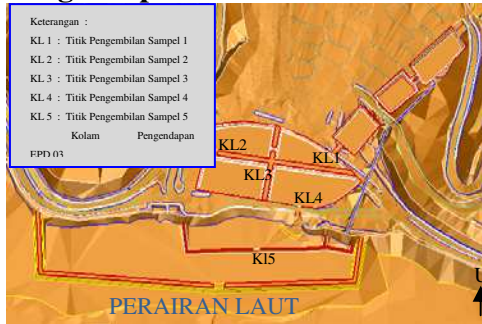 Keterangan :
KL 1 : Titik Pengembilan Sampel 1
KL 2 : Titik Pengembilan Sampel 2
KL 3 : Titik Pengembilan Sampel 3
KL 4 : Titik Pengembilan Sampel 4
KL 5 : Titik Pengembilan Sampel 5
Kolam Pengendapan
EPD 03
KL2
KL1
KL3
KL4
Kl5
PERAIRAN LAUT
U